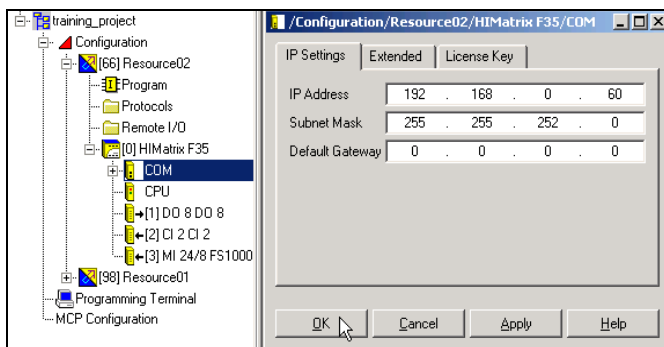 training_project
Configuration
[66] Resource02
Program
Protocols
Remote I/O
[0] HIMatrix F35
COM
CPU
[1] DO 8 DO 8
[2] CI 2 CI 2
[3] MI 24/8 FS1000
[98] Resource01
Programming Terminal
MCP Configuration
/Configuration/Resource02/HIMatrix F35/COM
IP Settings Extended License Key
IP Address 192 . 168 . 0 . 60
Subnet Mask 255 . 255 . 252 . 0
Default Gateway 0 . 0 . 0 . 0
OK Cancel Apply Help